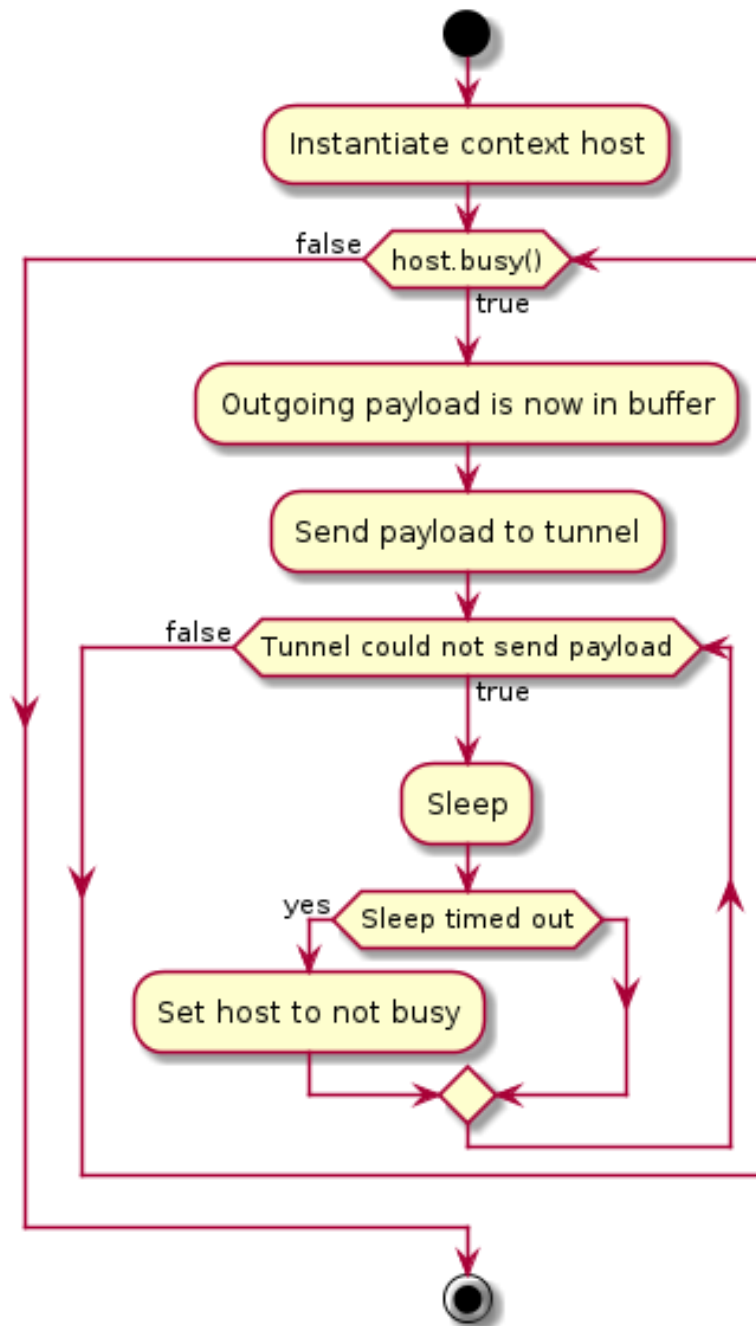 Instantiate context host
false
host.busy()
true
Outgoing payload is now in buffer
Send payload to tunnel
false
Tunnel could not send payload
true
Sleep
yes
Sleep timed out
Set host to not busy